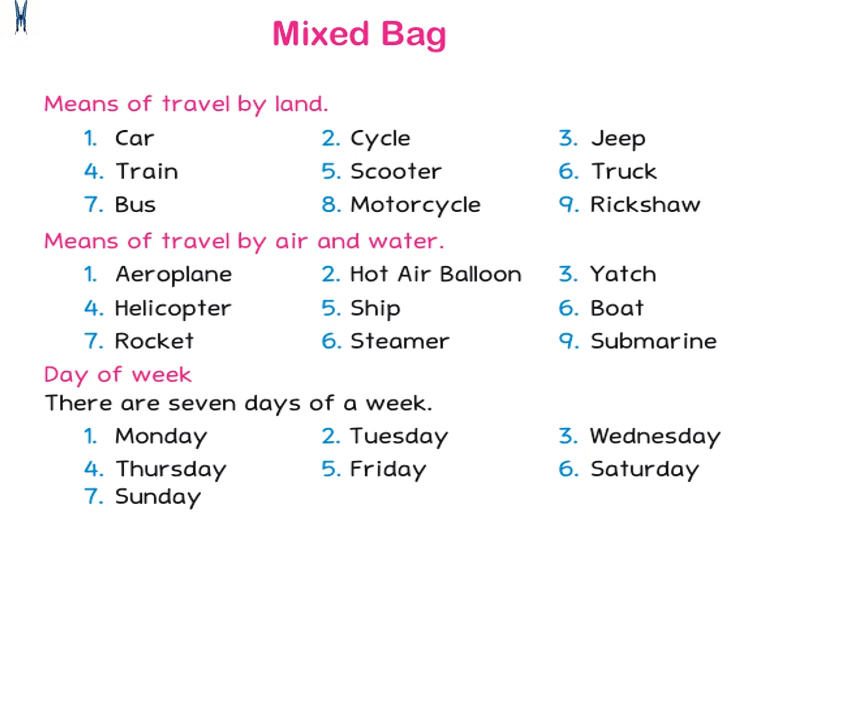 Mixed Bag
Means of travel by land.
1. Car 2. Cycle 3. Jeep
4. Train 5. Scooter 6. Truck
7. Bus 8. Motorcycle 9. Rickshaw
Means of travel by air and water.
1. Aeroplane 2. Hot Air Balloon 3. Yatch
4. Helicopter 5. Ship 6. Boat
7. Rocket 6. Steamer 9. Submarine
Day of week
There are seven days of a week.
1. Monday 2. Tuesday 3. Wednesday
4. Thursday 5. Friday 6. Saturday
7. Sunday